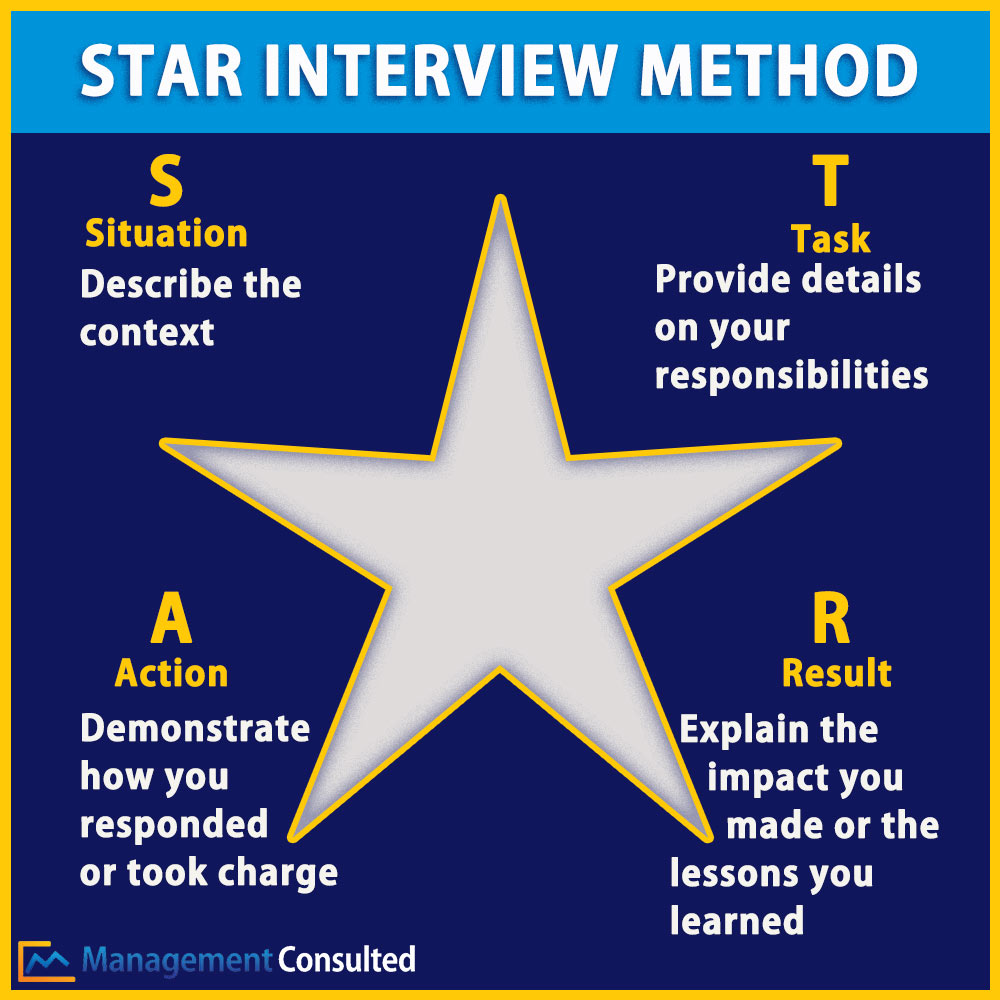 STAR INTERVIEW METHOD
S
Situation
Describe the
context
T
Task
Provide details
on your
responsibilities
A
Action
Demonstrate
how you
responded
or took charge
R
Result
Explain the
impact you
made or the
lessons you
learned
Management Consulted